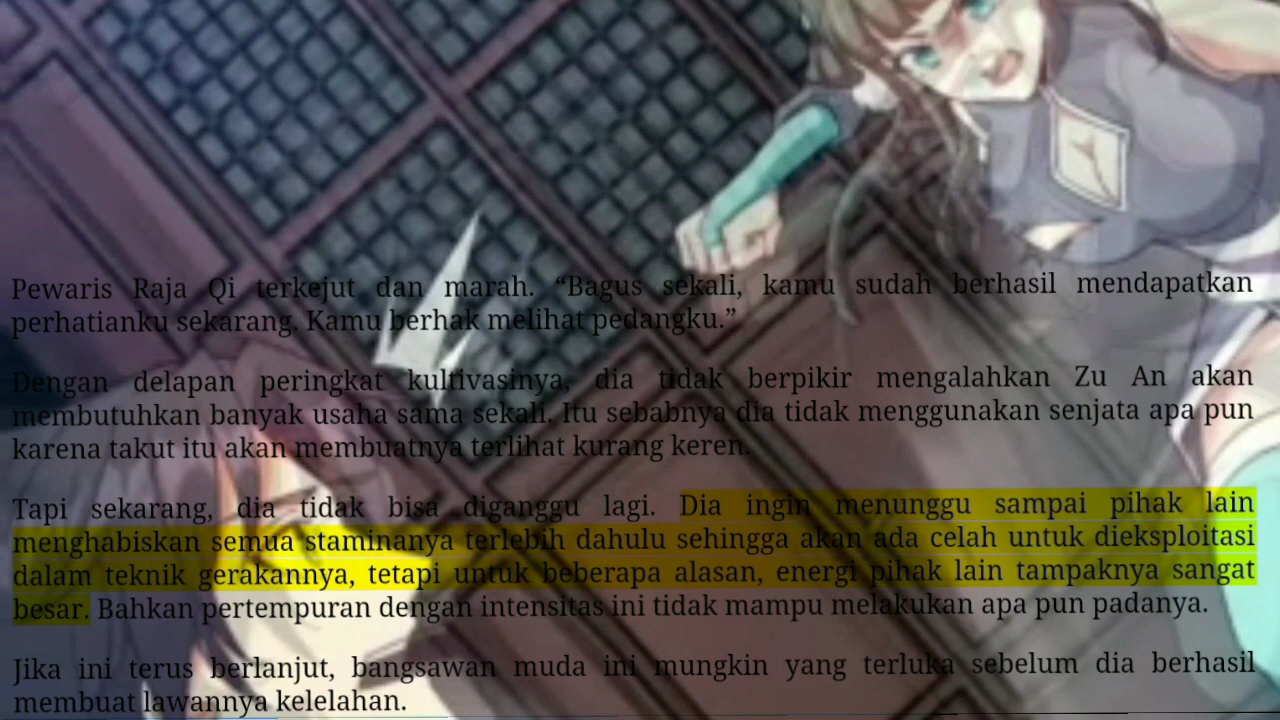 Pewaris Raja Qi terkejut dan marah. “Bagus sekali, kamu sudah berhasil mendapatkan
perhatianku sekarang. Kamu berhak melihat pedangku.”
Dengan delapan peringkat kultivasinya, dia tidak berpikir mengalahkan Zu An akan
membutuhkan banyak usaha sama sekali. Itu sebabnya dia tidak menggunakan senjata apa pun
karena takut itu akan membuatnya terlihat kurang keren.
Tapi sekarang, dia tidak bisa diganggu lagi. Dia ingin menunggu sampai pihak lain
menghabiskan semua staminanya terlebih dahulu sehingga akan ada celah untuk dieksploitasi
dalam teknik gerakannya, tetapi untuk beberapa alasan, energi pihak lain tampaknya sangat
besar. Bahkan pertempuran dengan intensitas ini tidak mampu melakukan apa pun padanya.
Jika ini terus berlanjut, bangsawan muda ini mungkin yang terluka sebelum dia berhasil
membuat lawannya kelelahan.